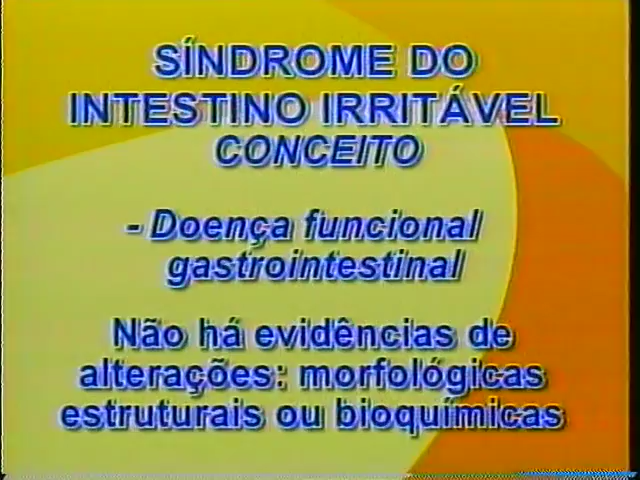 SÍNDROME DO
INTESTINO IRRITÁVEL
CONCEITO
- Doença funcional
gastrointestinal
Não há evidências de
alterações: morfológicas
estruturais ou bioquímicas